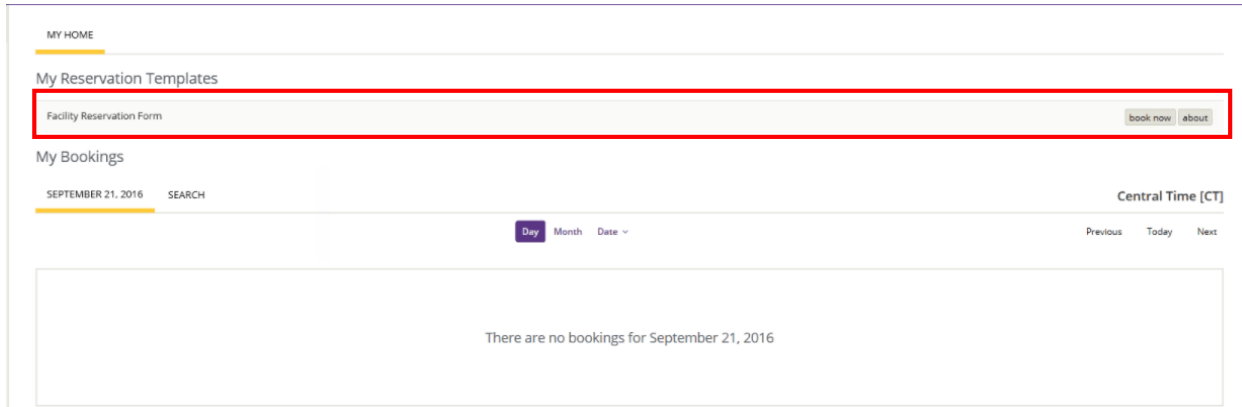 MY HOME
My Reservation Templates
Facility Reservation Form book now about
My Bookings
SEPTEMBER 21, 2016 SEARCH Central Time [CT]
Day Month Date Previous Today Next
There are no bookings for September 21, 2016